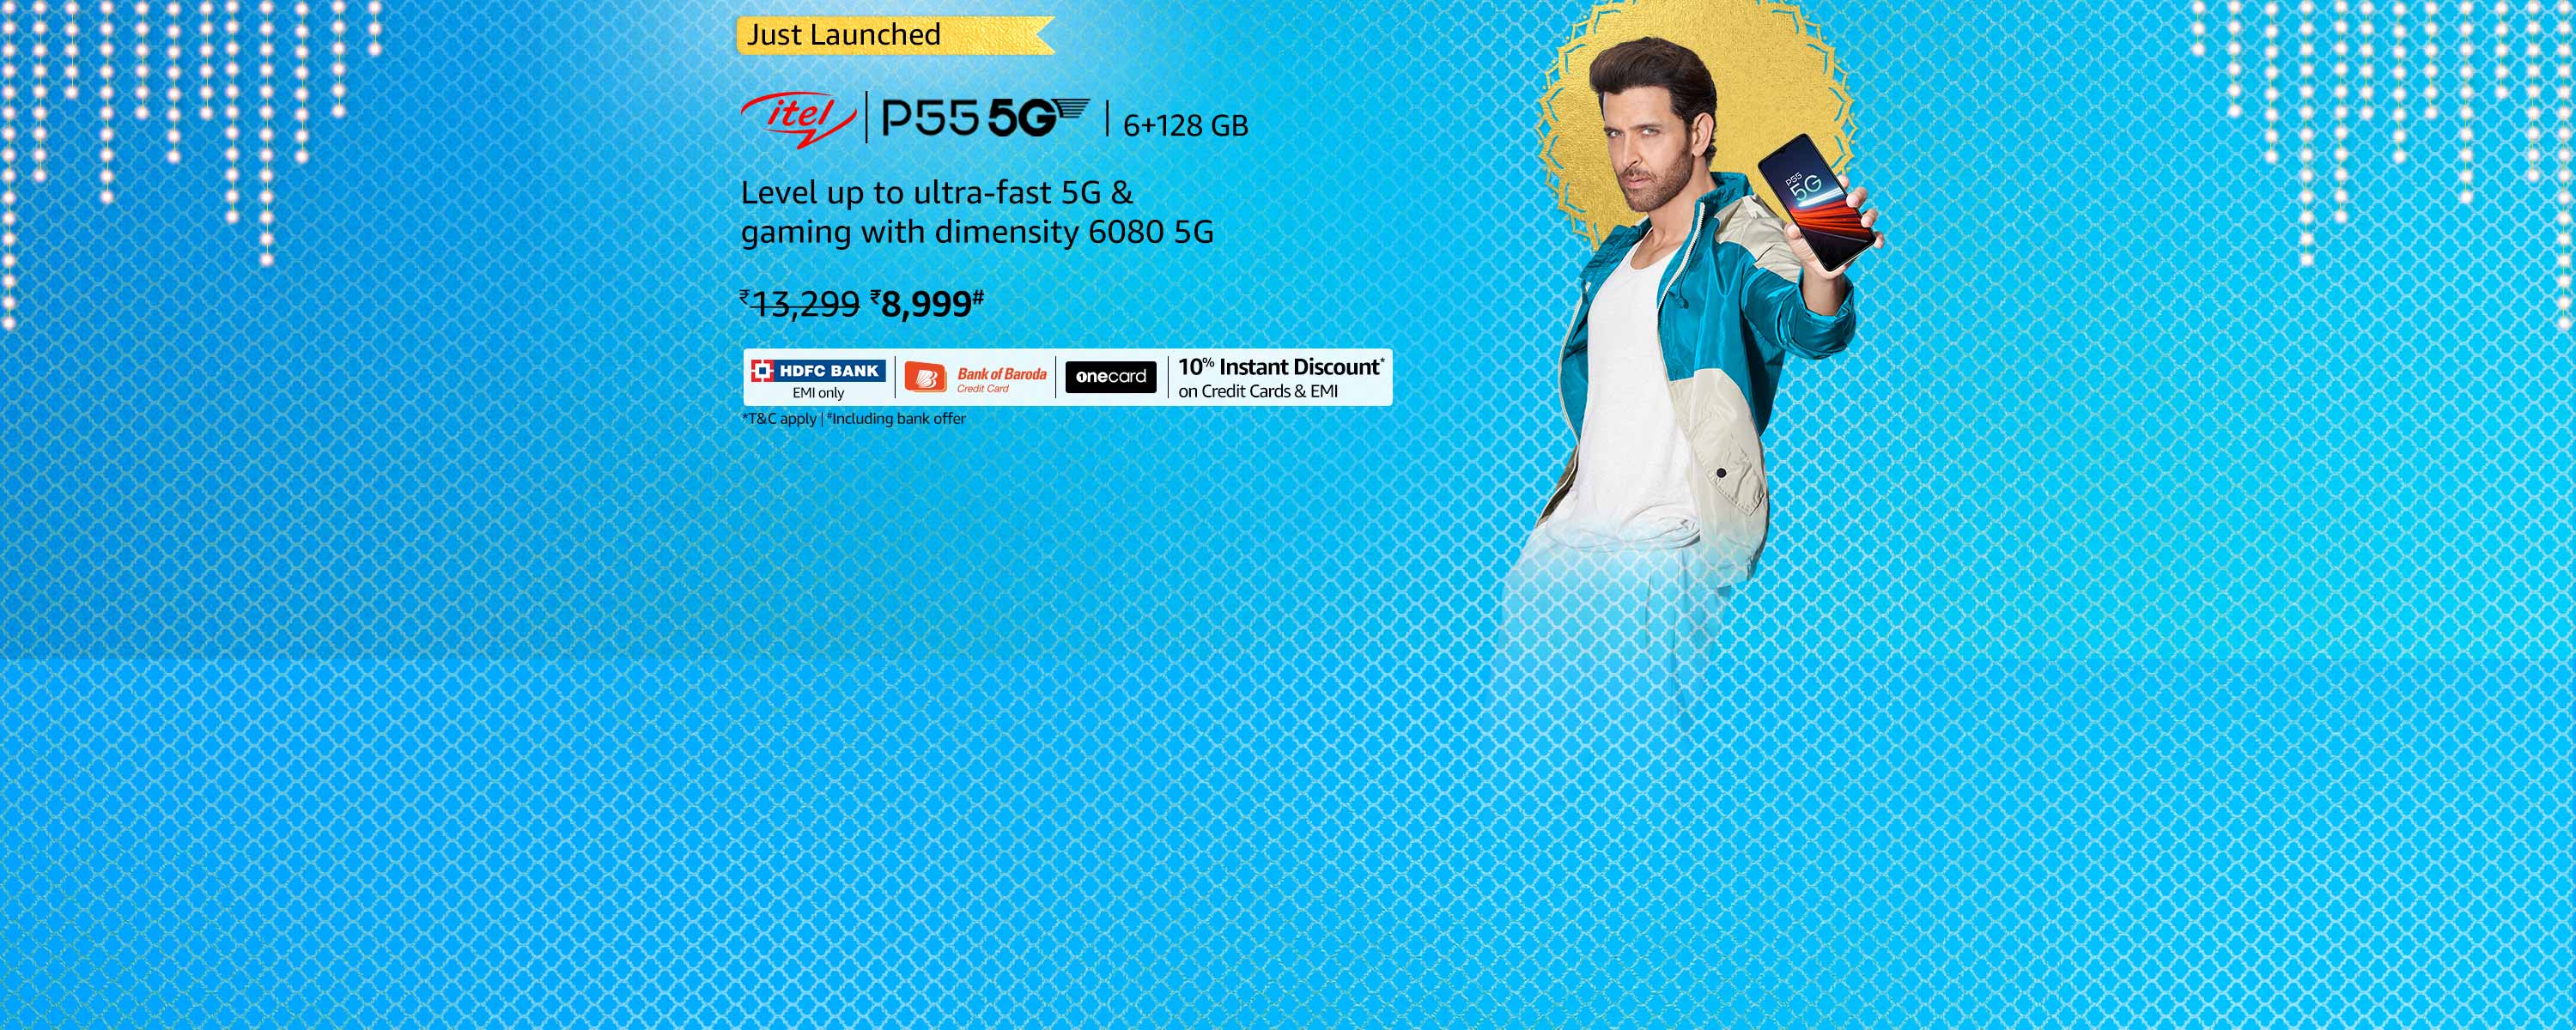 Just Launched
itel P55 5G 6+128 GB
Level up to ultra-fast 5G &
gaming with dimensity 6080 5G
₹13,299 ₹8,999#
HDFC BANK
EMI only
Bank of Baroda
Credit Card
onecard
10% Instant Discount*
on Credit Cards & EMI
*T&C apply | #Including bank offer
P55
5G